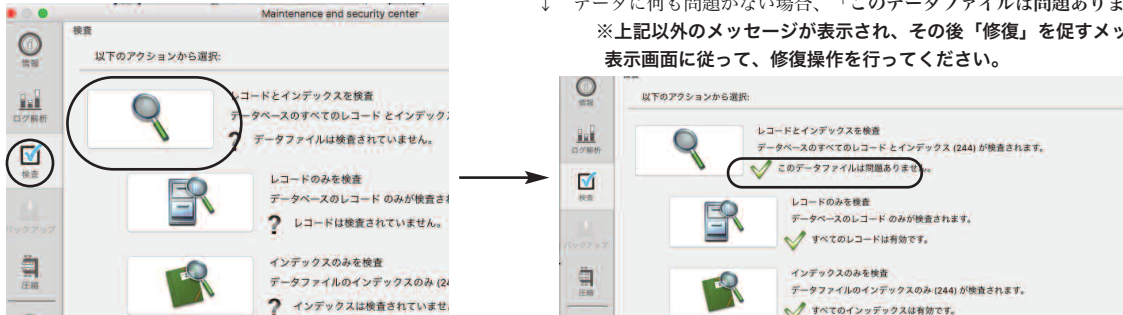 Maintenance and security center
検査
情報
以下のアクションから選択:
ログ解析
レコードとインデックスを検査
データベースのすべてのレコード とインデックス
? データファイルは検査されていません。
検査
レコードのみを検査
データベースのレコード のみが検査さ
? レコードは検査されていません。
バックアップ
インデックスのみを検査
データファイルのインデックスのみ (24
? インデックスは検査されていませ
圧縮
↓ データに何も問題がない場合、「このデータファイルは問題ありま
※上記以外のメッセージが表示され、その後「修復」を促すメッ
表示画面に従って、修復操作を行ってください。
情報
以下のアクションから選択:
ログ解析
レコードとインデックスを検査
データベースのすべてのレコード とインデックス (244) が検査されます。
このデータファイルは問題ありません。
検査
レコードのみを検査
データベースのレコード のみが検査されます。
すべてのレコードは有効です。
バックアップ
インデックスのみを検査
データファイルのインデックスのみ (244) が検査されます。
すべてのインッデックスは有効です。
圧縮